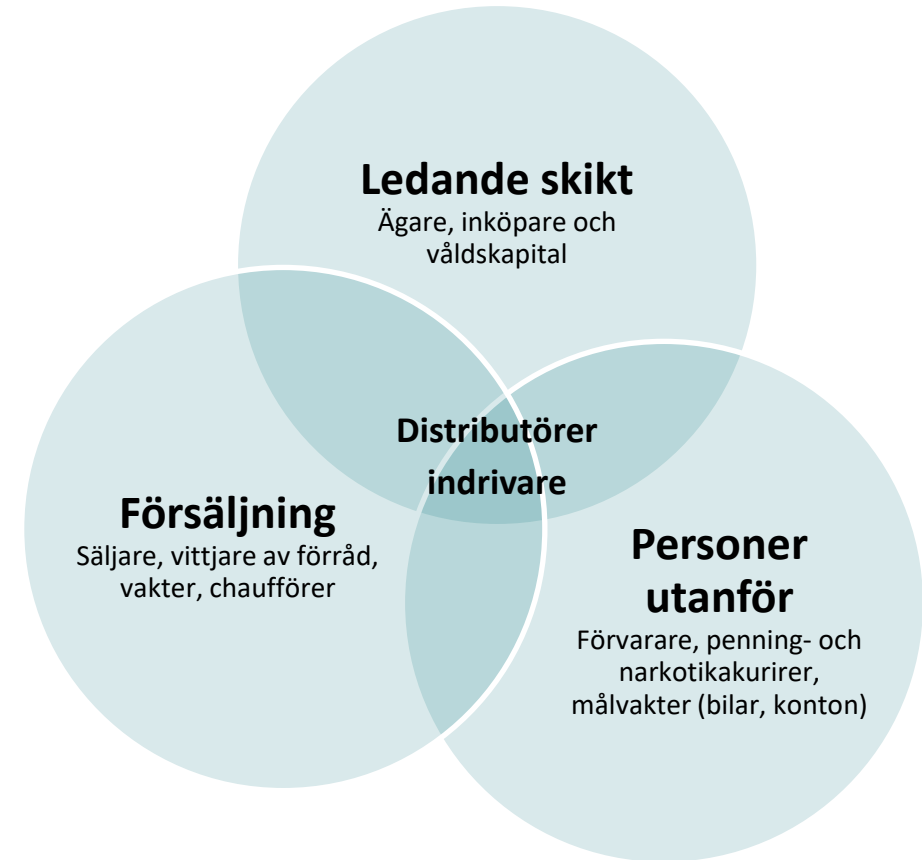 Ledande skikt
Ägare, inköpare och
våldskapital
Distributörer
indrivare
Försäljning
Säljare, vittjare av förråd,
vakter, chaufförer
Personer
utanför
Förvarare, penning- och
narkotikakurirer,
målvakter (bilar, konton)